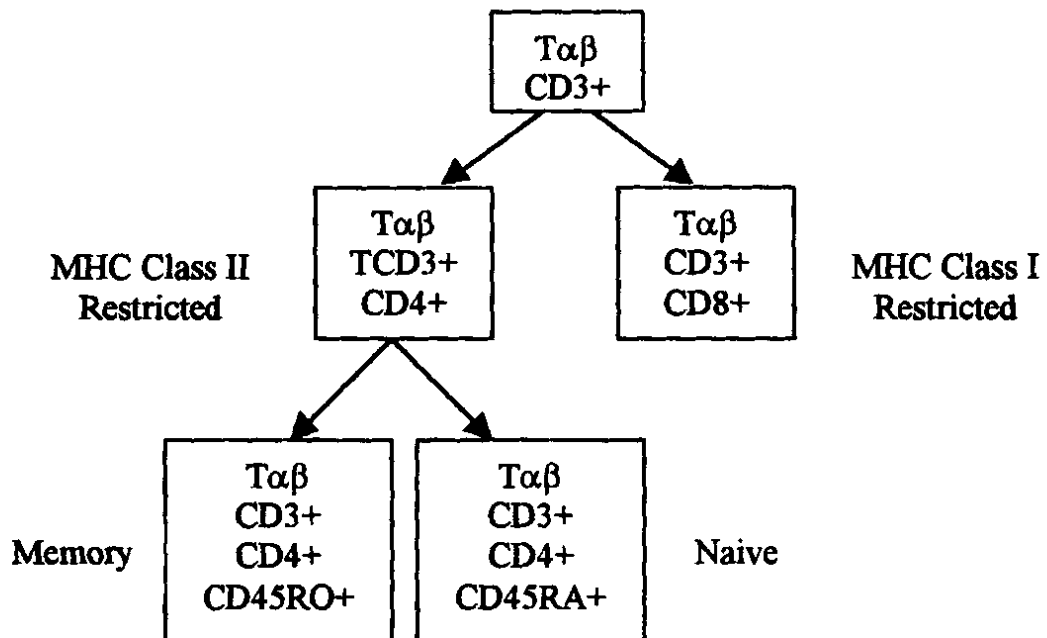 Tαβ
CD3+
MHC Class II
Restricted
Tαβ
TCD3+
CD4+
Tαβ
CD3+
CD8+
MHC Class I
Restricted
Memory
Tαβ
CD3+
CD4+
CD45RO+
Tαβ
CD3+
CD4+
CD45RA+
Naive